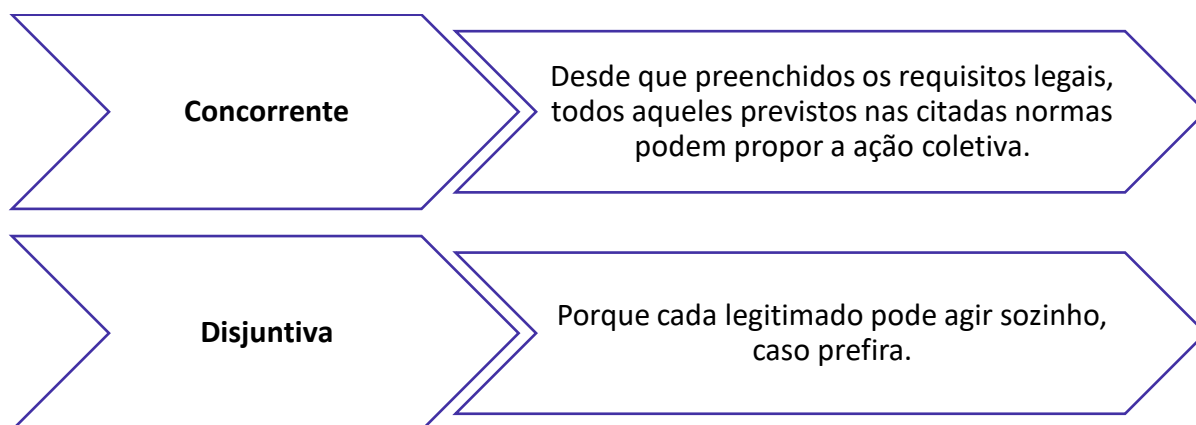 Concorrente
Desde que preenchidos os requisitos legais,
todos aqueles previstos nas citadas normas
podem propor a ação coletiva.
Disjuntiva
Porque cada legitimado pode agir sozinho,
caso prefira.